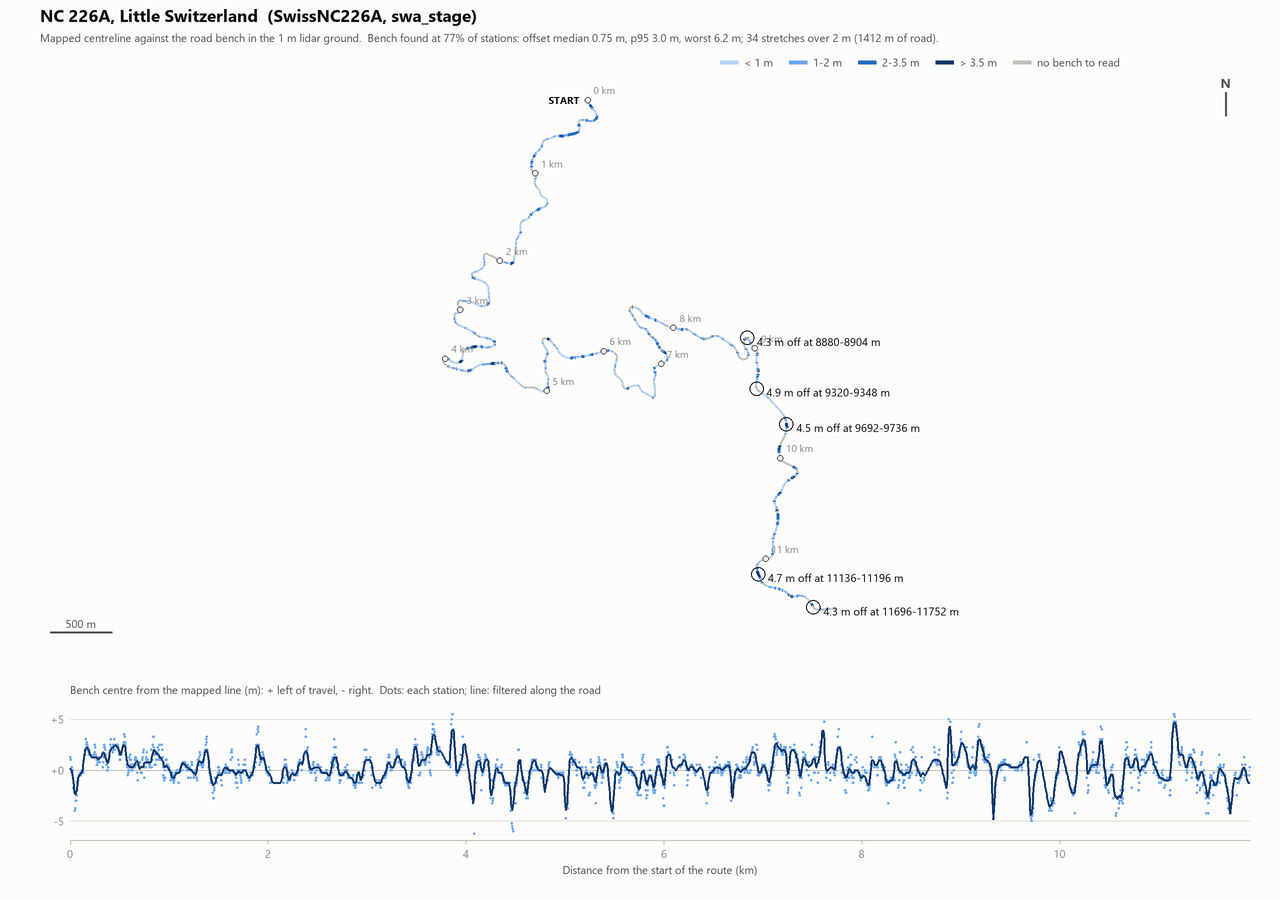 NC 226A, Little Switzerland (SwissNC226A, swa_stage)
Mapped centreline against the road bench in the 1 m lidar ground. Bench found at 77% of stations: offset median 0.75 m, p95 3.0 m, worst 6.2 m; 34 stretches over 2 m (1412 m of road).
< 1 m 1-2 m 2-3.5 m > 3.5 m no bench to read
N
0 km
START
1 km
2 km
3 km
8 km
6 km
4.3 m off at 8880-8904 m
4 km
7 km
5 km
4.9 m off at 9320-9348 m
4.5 m off at 9692-9736 m
10 km
11 km
4.7 m off at 11136-11196 m
4.3 m off at 11696-11752 m
500 m
Bench centre from the mapped line (m): + left of travel, - right. Dots: each station; line: filtered along the road
+5
+0
-5
0 2 4 6 8 10
Distance from the start of the route (km)